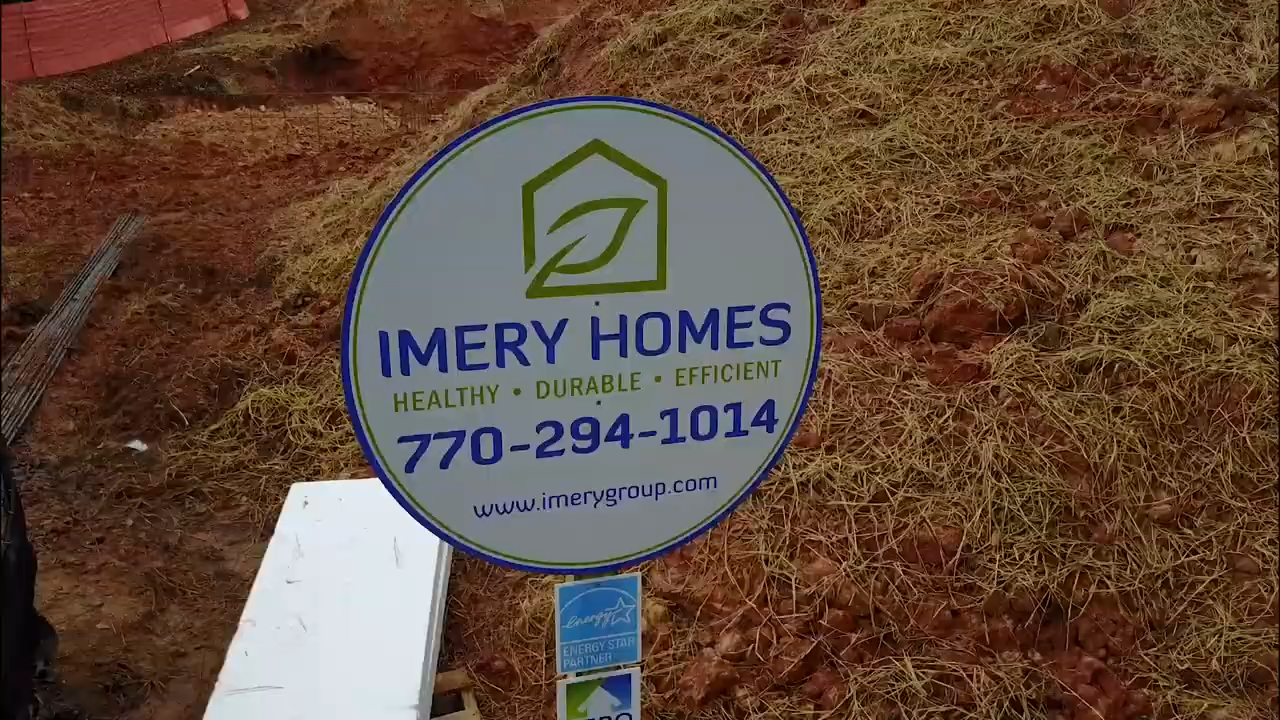 IMERY HOMES
HEALTHY • DURABLE • EFFICIENT
770-294-1014
www.imerygroup.com
energy
ENERGY STAR
PARTNER